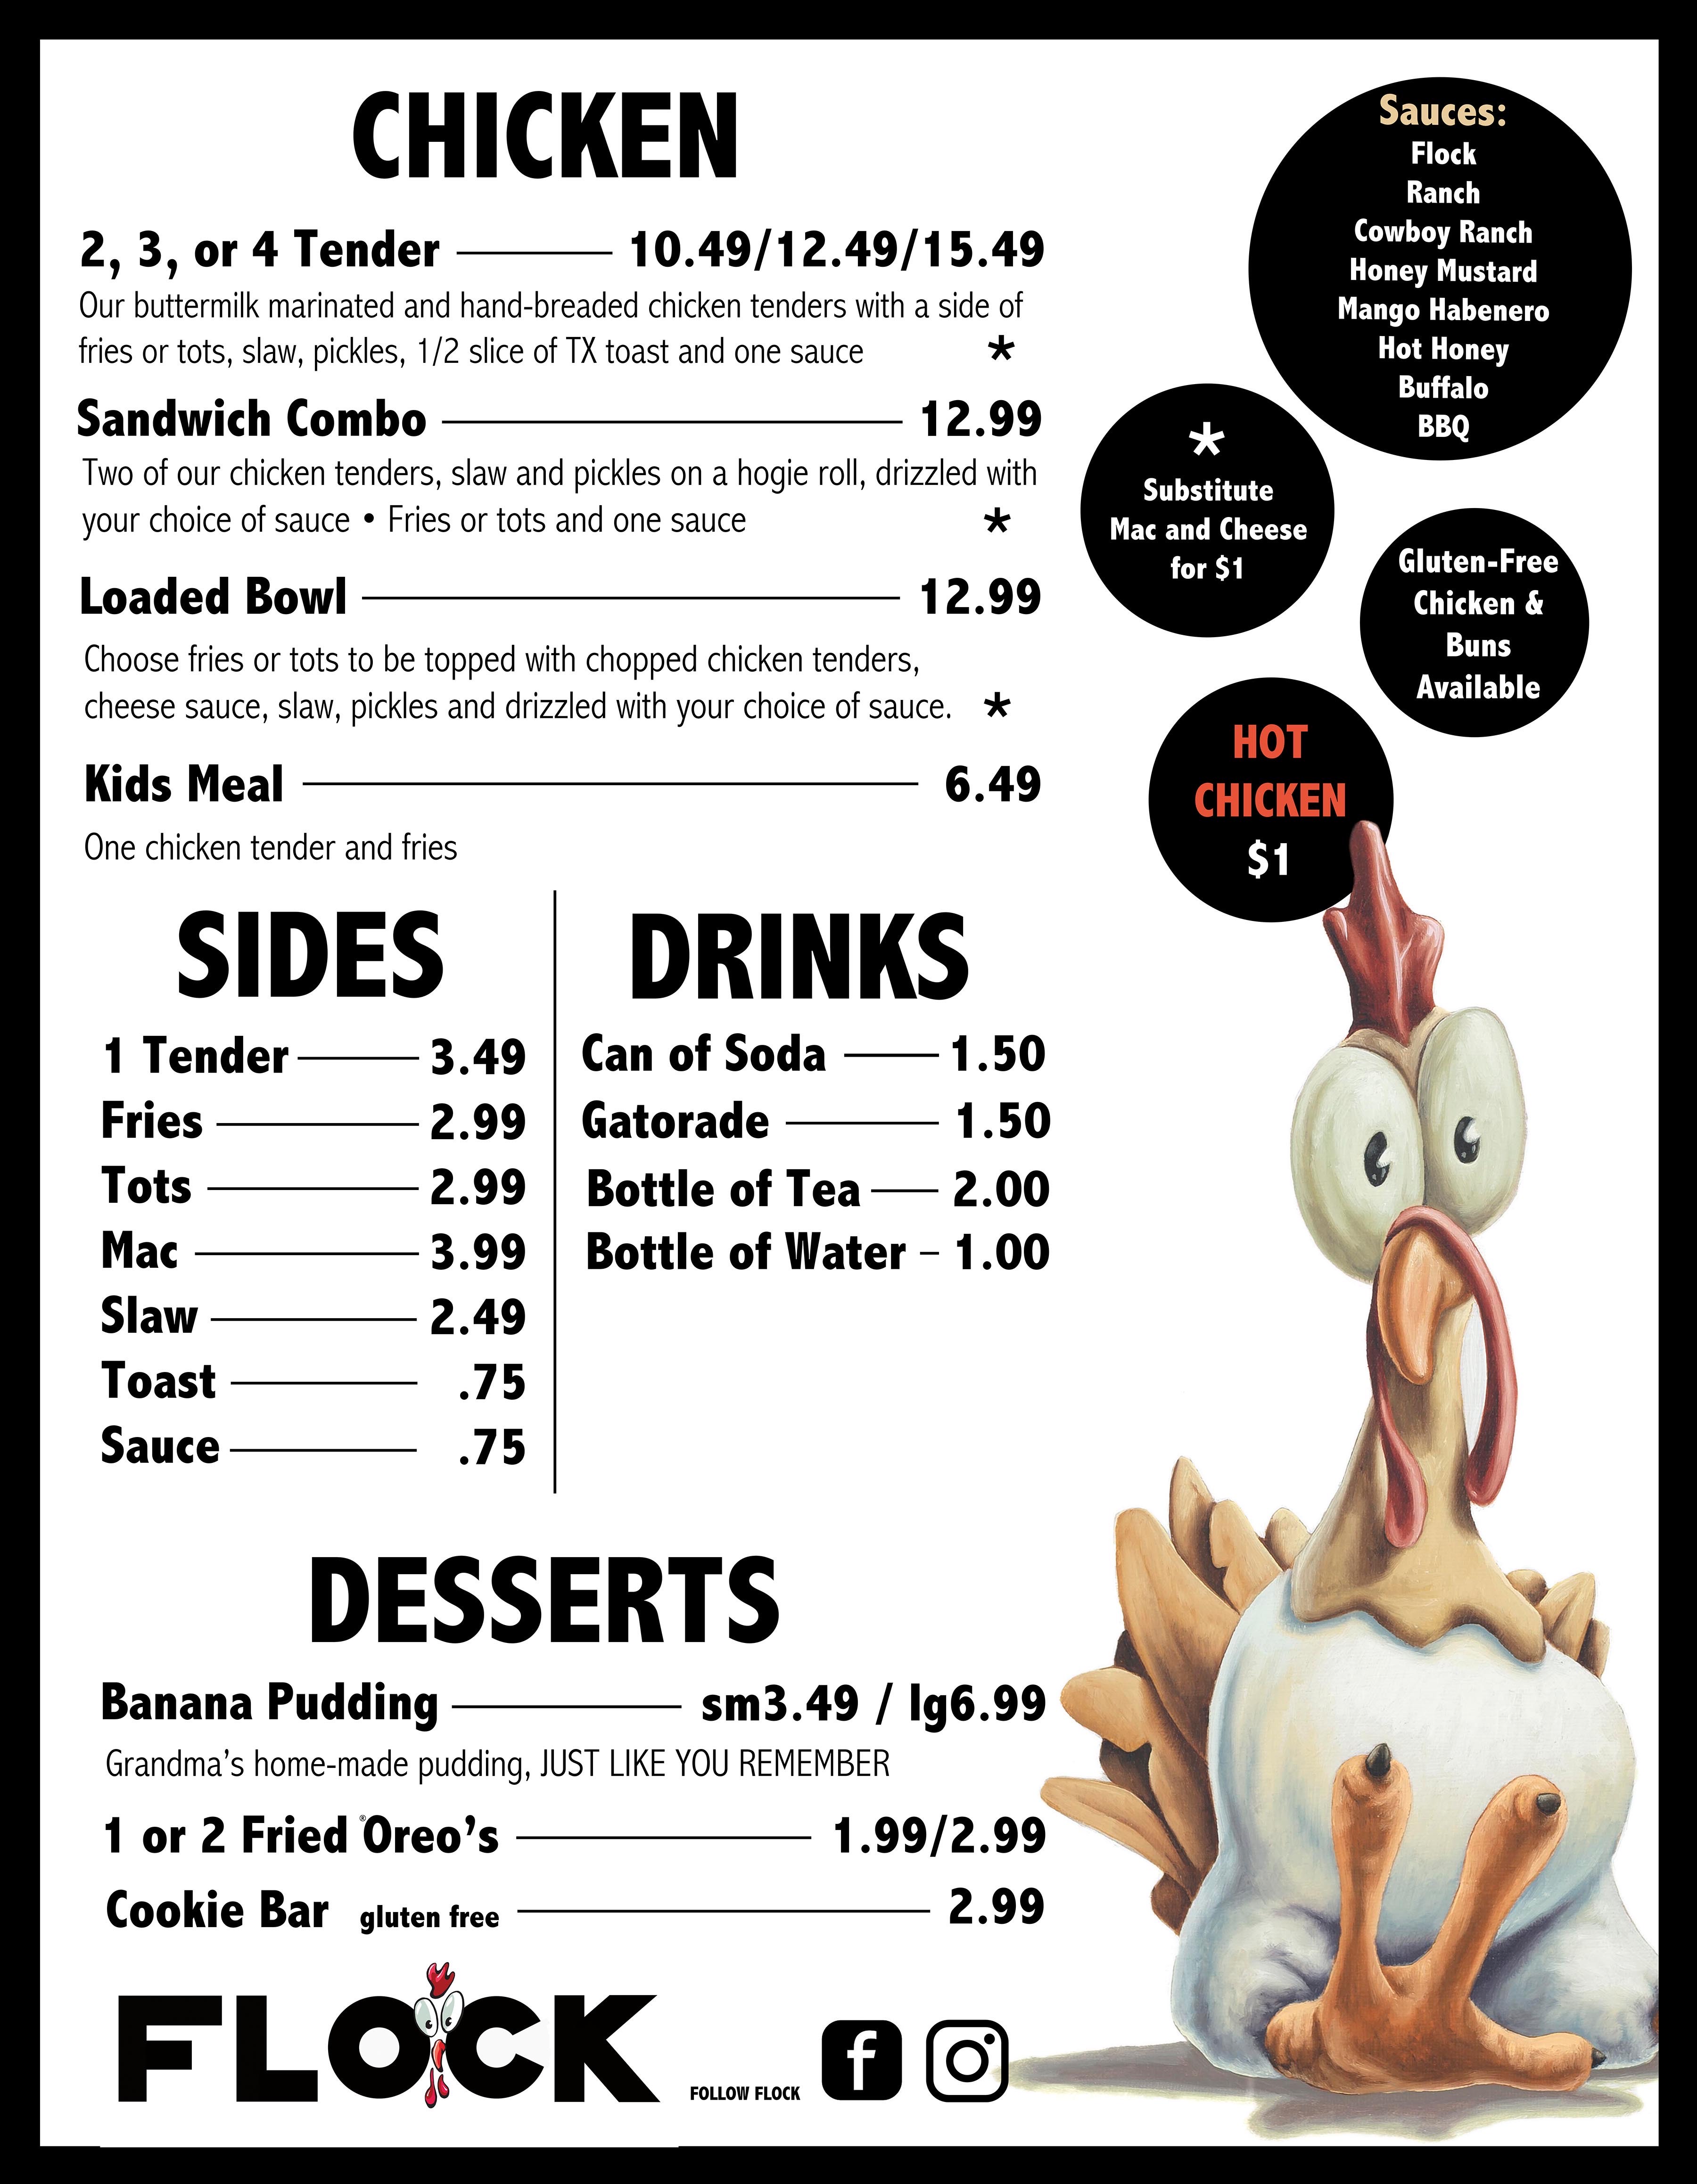 CHICKEN
2, 3, or 4 Tender 10.49/12.49/15.49
Our buttermilk marinated and hand-breaded chicken tenders with a side of
fries or tots, slaw, pickles, 1/2 slice of TX toast and one sauce *
Sandwich Combo 12.99
Two of our chicken tenders, slaw and pickles on a hogie roll, drizzled with
your choice of sauce • Fries or tots and one sauce *
Loaded Bowl 12.99
Choose fries or tots to be topped with chopped chicken tenders,
cheese sauce, slaw, pickles and drizzled with your choice of sauce. *
Kids Meal 6.49
One chicken tender and fries
Sauces:
Flock
Ranch
Cowboy Ranch
Honey Mustard
Mango Habenero
Hot Honey
Buffalo
BBQ
*
Substitute
Mac and Cheese
for $1
Gluten-Free
Chicken &
Buns
Available
HOT
CHICKEN
$1
SIDES
1 Tender 3.49
Fries 2.99
Tots 2.99
Mac 3.99
Slaw 2.49
Toast .75
Sauce .75
DRINKS
Can of Soda 1.50
Gatorade 1.50
Bottle of Tea 2.00
Bottle of Water – 1.00
DESSERTS
Banana Pudding sm3.49 / lg6.99
Grandma’s home-made pudding, JUST LIKE YOU REMEMBER
1 or 2 Fried ®Oreo’s 1.99/2.99
Cookie Bar gluten free 2.99
FLOCK
FOLLOW FLOCK